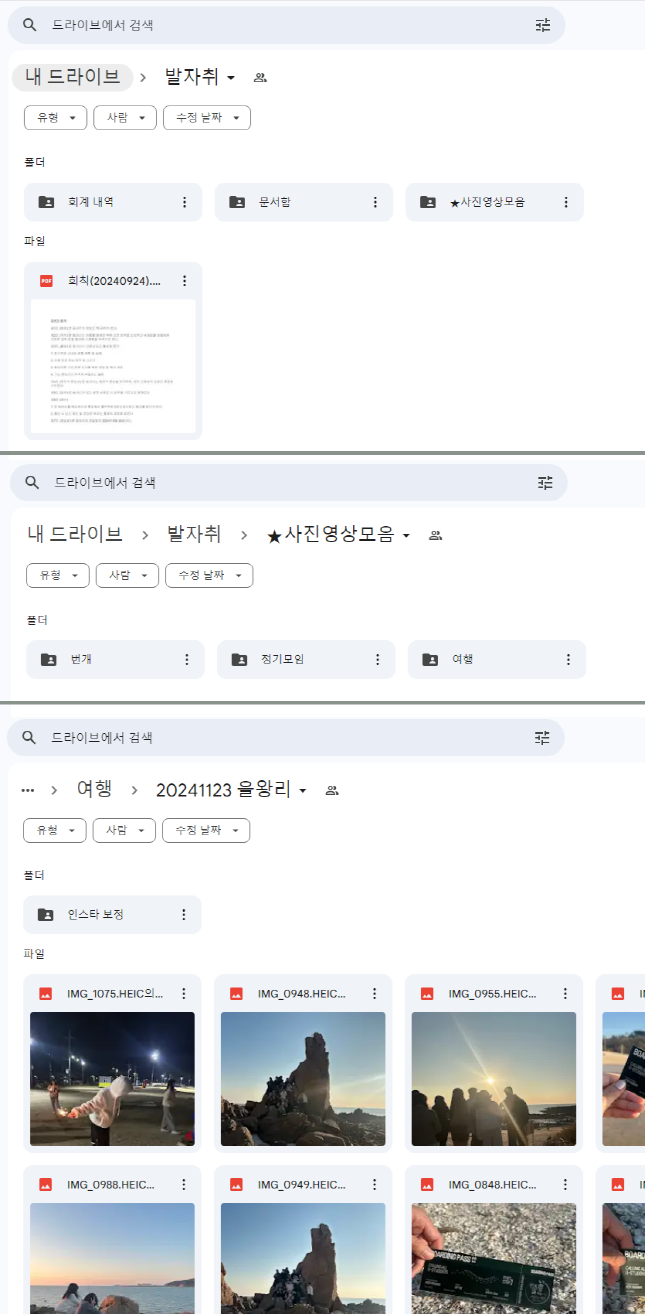 드라이브에서 검색
내 드라이브 > 발자취
유형 사람 수정 날짜
폴더
회계 내역 문서함 ★사진영상모음
파일
PDF 회칙(20240924)....
드라이브에서 검색
내 드라이브 > 발자취 > ★사진영상모음
유형 사람 수정 날짜
폴더
번개 정기모임 여행
드라이브에서 검색
... > 여행 > 20241123 을왕리
유형 사람 수정 날짜
폴더
인스타 보정
파일
IMG_1075.HEIC의... IMG_0948.HEIC... IMG_0955.HEIC...
IMG_0988.HEIC... IMG_0949.HEIC... IMG_0848.HEIC...
BOARDING PASS